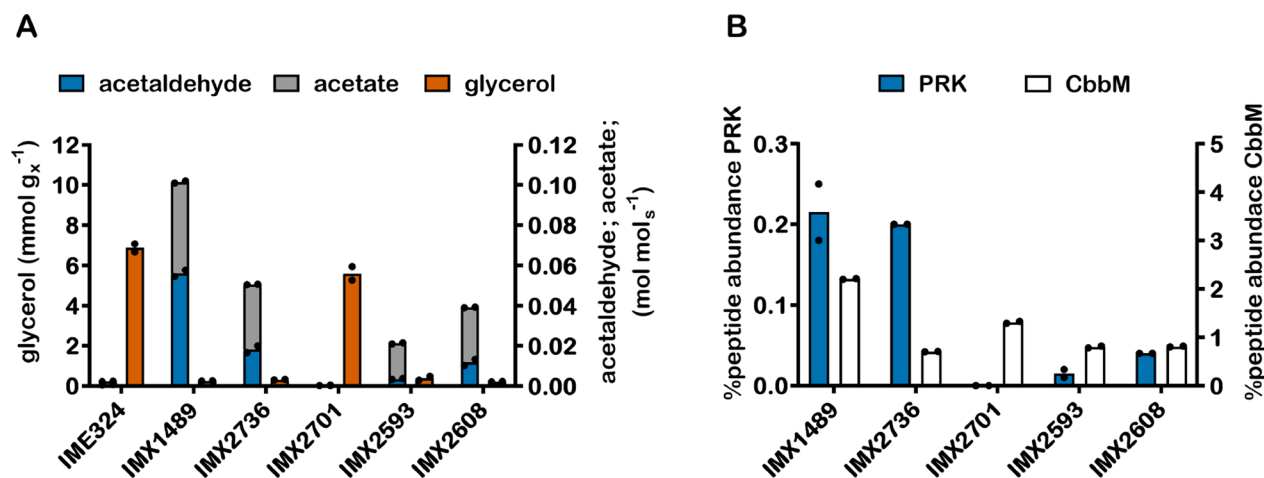 A
acetaldehyde acetate glycerol
glycerol (mmol gₓ⁻¹)
12
10
8
6
4
2
0
0.12
0.10
0.08
0.06
0.04
0.02
0.00
acetaldehyde; acetate;
(mol molₛ⁻¹)
IME324
IMX1489
IMX2736
IMX2701
IMX2593
IMX2608
B
PRK CbbM
%peptide abundance PRK
0.3
0.2
0.1
0.0
5
4
3
2
1
0
%peptide abundace CbbM
IMX1489
IMX2736
IMX2701
IMX2593
IMX2608